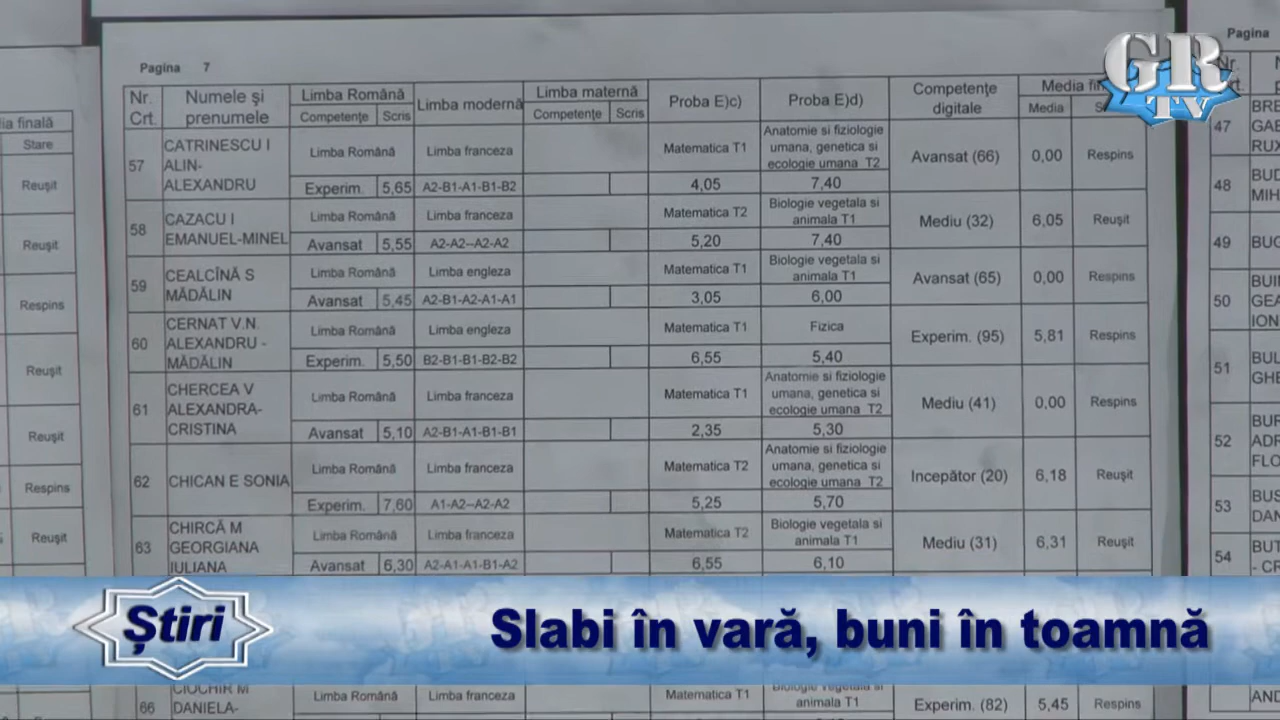 Pagina 7
Nr. Crt. Numele şi prenumele Limba Română Limba modernă Limba maternă Proba E)c) Proba E)d) Competenţe digitale Media
Competenţe Scris Competenţe Scris Media
57 CATRINESCU I ALIN-ALEXANDRU Limba Română Limba franceza Matematica T1 Anatomie si fiziologie umana, genetica si ecologie umana T2 Avansat (66) 0,00 Respins
Experim. 5,65 A2-B1-A1-B1-B2 4,05 7,40
58 CAZACU I EMANUEL-MINEL Limba Română Limba franceza Matematica T2 Biologie vegetala si animala T1 Mediu (32) 6,05 Reuşit
Avansat 5,55 A2-A2--A2-A2 5,20 7,40
59 CEALCÎNĂ S MĂDĂLIN Limba Română Limba engleza Matematica T1 Biologie vegetala si animala T1 Avansat (65) 0,00 Respins
Avansat 5,45 A2-B1-A2-A1-A1 3,05 6,00
60 CERNAT V.N. ALEXANDRU - MĂDĂLIN Limba Română Limba engleza Matematica T1 Fizica Experim. (95) 5,81 Respins
Experim. 5,50 B2-B1-B1-B2-B2 6,55 5,40
61 CHERCEA V ALEXANDRA-CRISTINA Limba Română Limba franceza Matematica T1 Anatomie si fiziologie umana, genetica si ecologie umana T2 Mediu (41) 0,00 Respins
Avansat 5,10 A2-B1-A1-B1-B1 2,35 5,30
62 CHICAN E SONIA Limba Română Limba franceza Matematica T2 Anatomie si fiziologie umana, genetica si ecologie umana T2 Incepător (20) 6,18 Reuşit
Experim. 7,60 A1-A2--A2-A2 5,25 5,70
63 CHIRCĂ M GEORGIANA IULIANA Limba Română Limba franceza Matematica T2 Biologie vegetala si animala T1 Mediu (31) 6,31 Reuşit
Avansat 6,30 A2-A1-A1-B1-A2 6,55 6,10
66 CIOCHIR M DANIELA- Limba Română Limba franceza Matematica T1 Biologie vegetala si animala T1 Experim. (82) 5,45 Respins
finală
Stare
Reuşit
Reuşit
Respins
Reuşit
Reuşit
Respins
Reuşit
Pagina
47
48
49
50
51
52
53
54
GR
TV
Știri
Slabi în vară, buni în toamnă